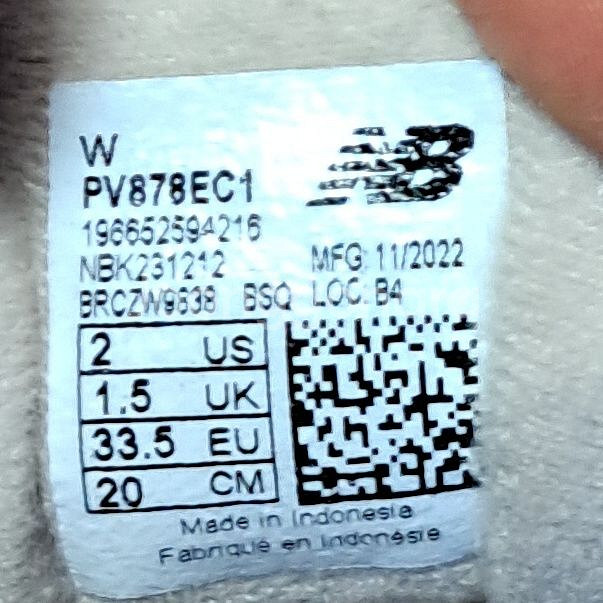 W
PV878EC1
NB
196652594216
NBK231212 MFG: 11/2022
BRCZW9638 BSQ LOC: B4
2 US
1.5 UK
33.5 EU
20 CM
Made in Indonesia
Fabriqué en Indonésie